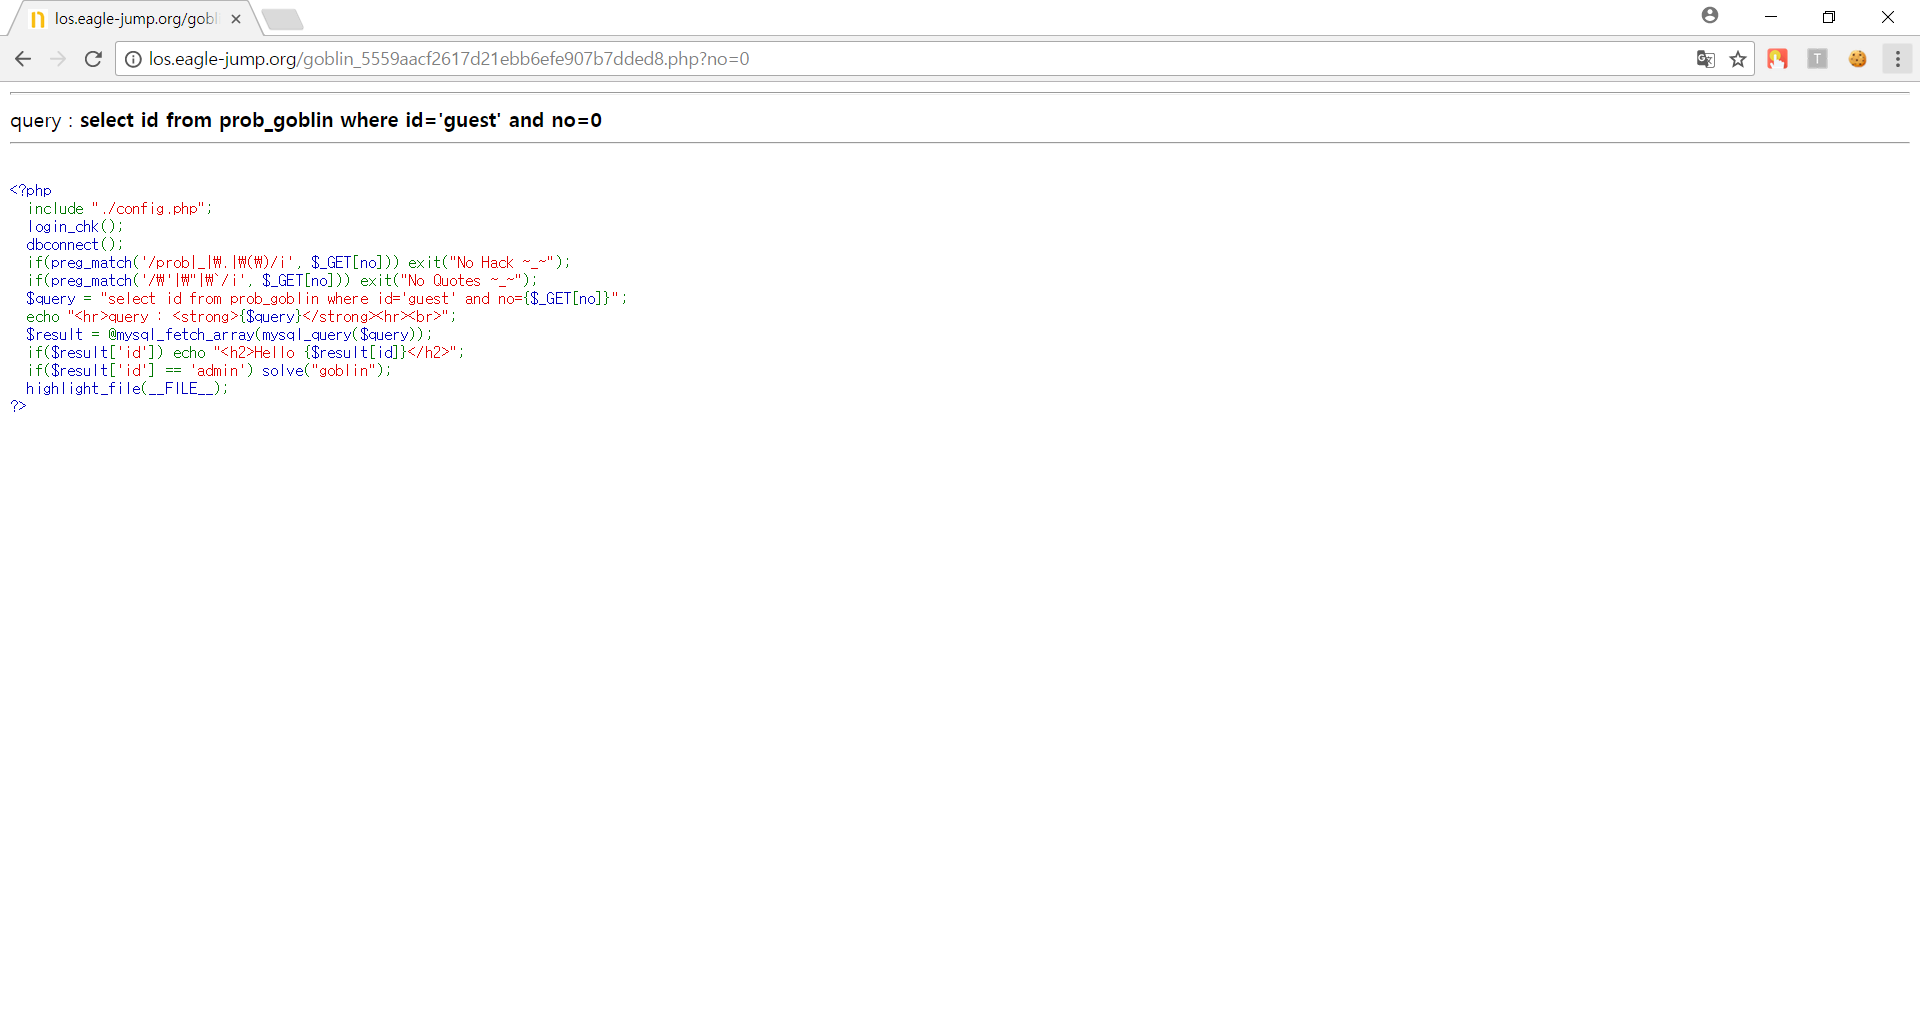 los.eagle-jump.org/gobl
los.eagle-jump.org/goblin_5559aacf2617d21ebb6efe907b7dded8.php?no=0
T
query : select id from prob_goblin where id='guest' and no=0
<?php
  include "./config.php";
  login_chk();
  dbconnect();
  if(preg_match('/prob|_|₩.|₩(₩)/i', $_GET[no])) exit("No Hack ~_~");
  if(preg_match('/₩'|₩"|₩`/i', $_GET[no])) exit("No Quotes ~_~");
  $query = "select id from prob_goblin where id='guest' and no={$_GET[no]}";
  echo "<hr>query : <strong>{$query}</strong><hr><br>";
  $result = @mysql_fetch_array(mysql_query($query));
  if($result['id']) echo "<h2>Hello {$result[id]}</h2>";
  if($result['id'] == 'admin') solve("goblin");
  highlight_file(__FILE__);
?>